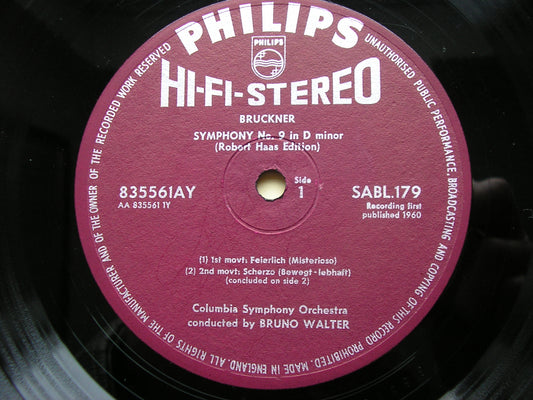 PHILIPS
PHILIPS
HI-FI-STEREO
BRUCKNER
SYMPHONY No. 9 in D minor
(Robert Haas Edition)
835561AY
AA 835561 1Y
Side
1
SABL.179
Recording first
published 1960
(1) 1st movt: Feierlich (Misterioso)
(2) 2nd movt: Scherzo (Bewegt-lebhaft)
(concluded on side 2)
Columbia Symphony Orchestra
conducted by BRUNO WALTER
ALL RIGHTS OF THE MANUFACTURER AND OF THE OWNER OF THE RECORDED WORK RESERVED
UNAUTHORISED PUBLIC PERFORMANCE, BROADCASTING AND COPYING OF THIS RECORD PROHIBITED. MADE IN ENGLAND.